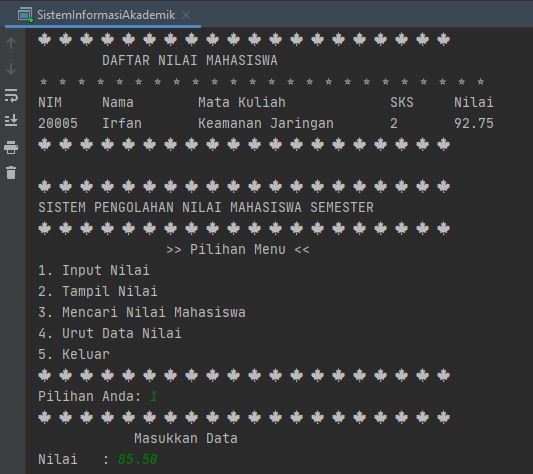 SistemInformasiAkademik
🍁 🍁 🍁 🍁 🍁 🍁 🍁 🍁 🍁 🍁 🍁 🍁 🍁 🍁 🍁 🍁 🍁 🍁 🍁 🍁
DAFTAR NILAI MAHASISWA
* * * * * * * * * * * * * * * * * * * * * * * *
NIM Nama Mata Kuliah SKS Nilai
20005 Irfan Keamanan Jaringan 2 92.75
🍁 🍁 🍁 🍁 🍁 🍁 🍁 🍁 🍁 🍁 🍁 🍁 🍁 🍁 🍁 🍁 🍁 🍁 🍁 🍁
🍁 🍁 🍁 🍁 🍁 🍁 🍁 🍁 🍁 🍁 🍁 🍁 🍁 🍁 🍁 🍁 🍁 🍁 🍁 🍁
SISTEM PENGOLAHAN NILAI MAHASISWA SEMESTER
🍁 🍁 🍁 🍁 🍁 🍁 🍁 🍁 🍁 🍁 🍁 🍁 🍁 🍁 🍁 🍁 🍁 🍁 🍁 🍁
>> Pilihan Menu <<
1. Input Nilai
2. Tampil Nilai
3. Mencari Nilai Mahasiswa
4. Urut Data Nilai
5. Keluar
🍁 🍁 🍁 🍁 🍁 🍁 🍁 🍁 🍁 🍁 🍁 🍁 🍁 🍁 🍁 🍁 🍁 🍁 🍁 🍁
Pilihan Anda: 1
🍁 🍁 🍁 🍁 🍁 🍁 🍁 🍁 🍁 🍁 🍁 🍁 🍁 🍁 🍁 🍁 🍁 🍁 🍁 🍁
Masukkan Data
Nilai : 85.50